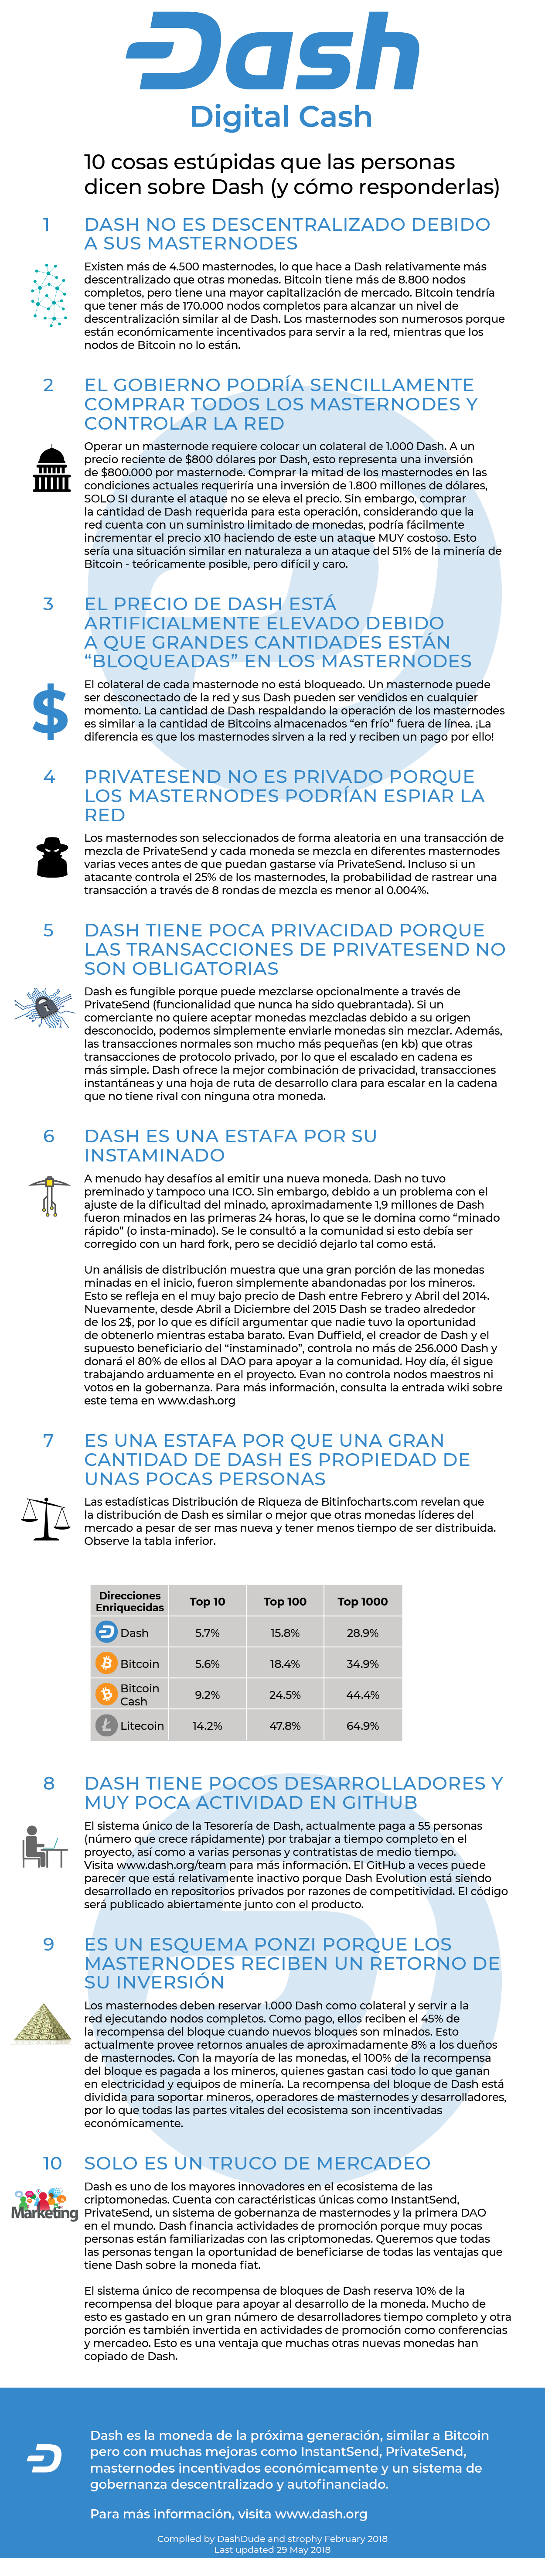 Dash
Digital Cash
10 cosas estúpidas que las personas
dicen sobre Dash (y cómo responderlas)
1 DASH NO ES DESCENTRALIZADO DEBIDO
A SUS MASTERNODES
Existen más de 4.500 masternodes, lo que hace a Dash relativamente más
descentralizado que otras monedas. Bitcoin tiene más de 8.800 nodos
completos, pero tiene una mayor capitalización de mercado. Bitcoin tendría
que tener más de 170.000 nodos completos para alcanzar un nivel de
descentralización similar al de Dash. Los masternodes son numerosos porque
están económicamente incentivados para servir a la red, mientras que los
nodos de Bitcoin no lo están.
2 EL GOBIERNO PODRÍA SENCILLAMENTE
COMPRAR TODOS LOS MASTERNODES Y
CONTROLAR LA RED
Operar un masternode requiere colocar un colateral de 1.000 Dash. A un
precio reciente de $800 dólares por Dash, esto representa una inversión
de $800.000 por masternode. Comprar la mitad de los masternodes en las
condiciones actuales requeriría una inversión de 1.800 millones de dólares,
SOLO SI durante el ataque no se eleva el precio. Sin embargo, comprar
la cantidad de Dash requerida para esta operación, considerando que la
red cuenta con un suministro limitado de monedas, podría fácilmente
incrementar el precio x10 haciendo de este un ataque MUY costoso. Esto
sería una situación similar en naturaleza a un ataque del 51% de la minería de
Bitcoin - teóricamente posible, pero difícil y caro.
3 EL PRECIO DE DASH ESTÁ
ARTIFICIALMENTE ELEVADO DEBIDO
A QUE GRANDES CANTIDADES ESTÁN
“BLOQUEADAS” EN LOS MASTERNODES
El colateral de cada masternode no está bloqueado. Un masternode puede
ser desconectado de la red y sus Dash pueden ser vendidos en cualquier
momento. La cantidad de Dash respaldando la operación de los masternodes
es similar a la cantidad de Bitcoins almacenados “en frío” fuera de línea. ¡La
diferencia es que los masternodes sirven a la red y reciben un pago por ello!
4 PRIVATESEND NO ES PRIVADO PORQUE
LOS MASTERNODES PODRÍAN ESPIAR LA
RED
Los masternodes son seleccionados de forma aleatoria en una transacción de
mezcla de PrivateSend y cada moneda se mezcla en diferentes masternodes
varias veces antes de que puedan gastarse vía PrivateSend. Incluso si un
atacante controla el 25% de los masternodes, la probabilidad de rastrear una
transacción a través de 8 rondas de mezcla es menor al 0.004%.
5 DASH TIENE POCA PRIVACIDAD PORQUE
LAS TRANSACCIONES DE PRIVATESEND NO
SON OBLIGATORIAS
Dash es fungible porque puede mezclarse opcionalmente a través de
PrivateSend (funcionalidad que nunca ha sido quebrantada). Si un
comerciante no quiere aceptar monedas mezcladas debido a su origen
desconocido, podemos simplemente enviarle monedas sin mezclar. Además,
las transacciones normales son mucho más pequeñas (en kb) que otras
transacciones de protocolo privado, por lo que el escalado en cadena es
más simple. Dash ofrece la mejor combinación de privacidad, transacciones
instantáneas y una hoja de ruta de desarrollo clara para escalar en la cadena
que no tiene rival con ninguna otra moneda.
6 DASH ES UNA ESTAFA POR SU
INSTAMINADO
A menudo hay desafíos al emitir una nueva moneda. Dash no tuvo
preminado y tampoco una ICO. Sin embargo, debido a un problema con el
ajuste de la dificultad del minado, aproximadamente 1,9 millones de Dash
fueron minados en las primeras 24 horas, lo que se le domina como “minado
rápido” (o insta-minado). Se le consultó a la comunidad si esto debía ser
corregido con un hard fork, pero se decidió dejarlo tal como está.
Un análisis de distribución muestra que una gran porción de las monedas
minadas en el inicio, fueron simplemente abandonadas por los mineros.
Esto se refleja en el muy bajo precio de Dash entre Febrero y Abril del 2014.
Nuevamente, desde Abril a Diciembre del 2015 Dash se tradeo alrededor
de los 2$, por lo que es difícil argumentar que nadie tuvo la oportunidad
de obtenerlo mientras estaba barato. Evan Duffield, el creador de Dash y el
supuesto beneficiario del “instaminado”, controla no más de 256.000 Dash y
donará el 80% de ellos al DAO para apoyar a la comunidad. Hoy día, él sigue
trabajando arduamente en el proyecto. Evan no controla nodos maestros ni
votos en la gobernanza. Para más información, consulta la entrada wiki sobre
este tema en www.dash.org
7 ES UNA ESTAFA POR QUE UNA GRAN
CANTIDAD DE DASH ES PROPIEDAD DE
UNAS POCAS PERSONAS
Las estadísticas Distribución de Riqueza de Bitinfocharts.com revelan que
la distribución de Dash es similar o mejor que otras monedas líderes del
mercado a pesar de ser mas nueva y tener menos tiempo de ser distribuida.
Observe la tabla inferior.
Direcciones
Enriquecidas Top 10 Top 100 Top 1000
Dash 5.7% 15.8% 28.9%
Bitcoin 5.6% 18.4% 34.9%
Bitcoin
Cash 9.2% 24.5% 44.4%
Litecoin 14.2% 47.8% 64.9%
8 DASH TIENE POCOS DESARROLLADORES Y
MUY POCA ACTIVIDAD EN GITHUB
El sistema único de la Tesorería de Dash, actualmente paga a 55 personas
(número que crece rápidamente) por trabajar a tiempo completo en el
proyecto, así como a varias personas y contratistas de medio tiempo.
Visita www.dash.org/team para más información. El GitHub a veces puede
parecer que está relativamente inactivo porque Dash Evolution está siendo
desarrollado en repositorios privados por razones de competitividad. El código
será publicado abiertamente junto con el producto.
9 ES UN ESQUEMA PONZI PORQUE LOS
MASTERNODES RECIBEN UN RETORNO DE
SU INVERSIÓN
Los masternodes deben reservar 1.000 Dash como colateral y servir a la
red ejecutando nodos completos. Como pago, ellos reciben el 45% de
la recompensa del bloque cuando nuevos bloques son minados. Esto
actualmente provee retornos anuales de aproximadamente 8% a los dueños
de masternodes. Con la mayoría de las monedas, el 100% de la recompensa
del bloque es pagada a los mineros, quienes gastan casi todo lo que ganan
en electricidad y equipos de minería. La recompensa del bloque de Dash está
dividida para soportar mineros, operadores de masternodes y desarrolladores,
por lo que todas las partes vitales del ecosistema son incentivadas
económicamente.
10 SOLO ES UN TRUCO DE MERCADEO
Marketing
Dash es uno de los mayores innovadores en el ecosistema de las
criptomonedas. Cuenta con características únicas como InstantSend,
PrivateSend, un sistema de gobernanza de masternodes y la primera DAO
en el mundo. Dash financia actividades de promoción porque muy pocas
personas están familiarizadas con las criptomonedas. Queremos que todas
las personas tengan la oportunidad de beneficiarse de todas las ventajas que
tiene Dash sobre la moneda fiat.
El sistema único de recompensa de bloques de Dash reserva 10% de la
recompensa del bloque para apoyar al desarrollo de la moneda. Mucho de
esto es gastado en un gran número de desarrolladores tiempo completo y otra
porción es también invertida en actividades de promoción como conferencias
y mercadeo. Esto es una ventaja que muchas otras nuevas monedas han
copiado de Dash.
Dash es la moneda de la próxima generación, similar a Bitcoin
pero con muchas mejoras como InstantSend, PrivateSend,
masternodes incentivados económicamente y un sistema de
gobernanza descentralizado y autofinanciado.
Para más información, visita www.dash.org
Compiled by DashDude and strophy February 2018
Last updated 29 May 2018